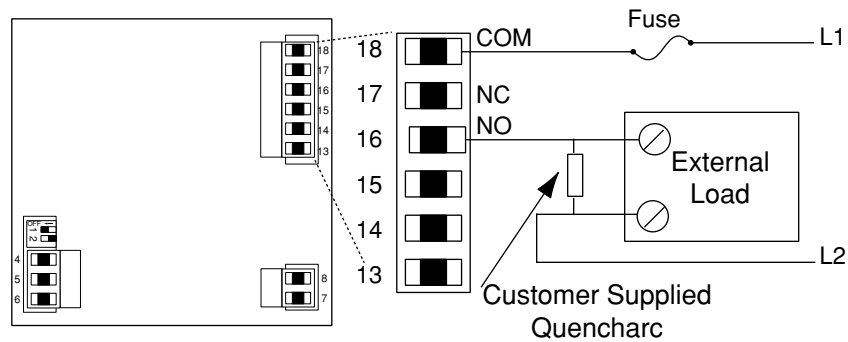 Fuse
L1
18 COM
17 NC
16 NO
15
14
13
External
Load
L2
Customer Supplied
Quencharc
18
17
16
15
14
13
OFF
1
2
4
5
6
8
7